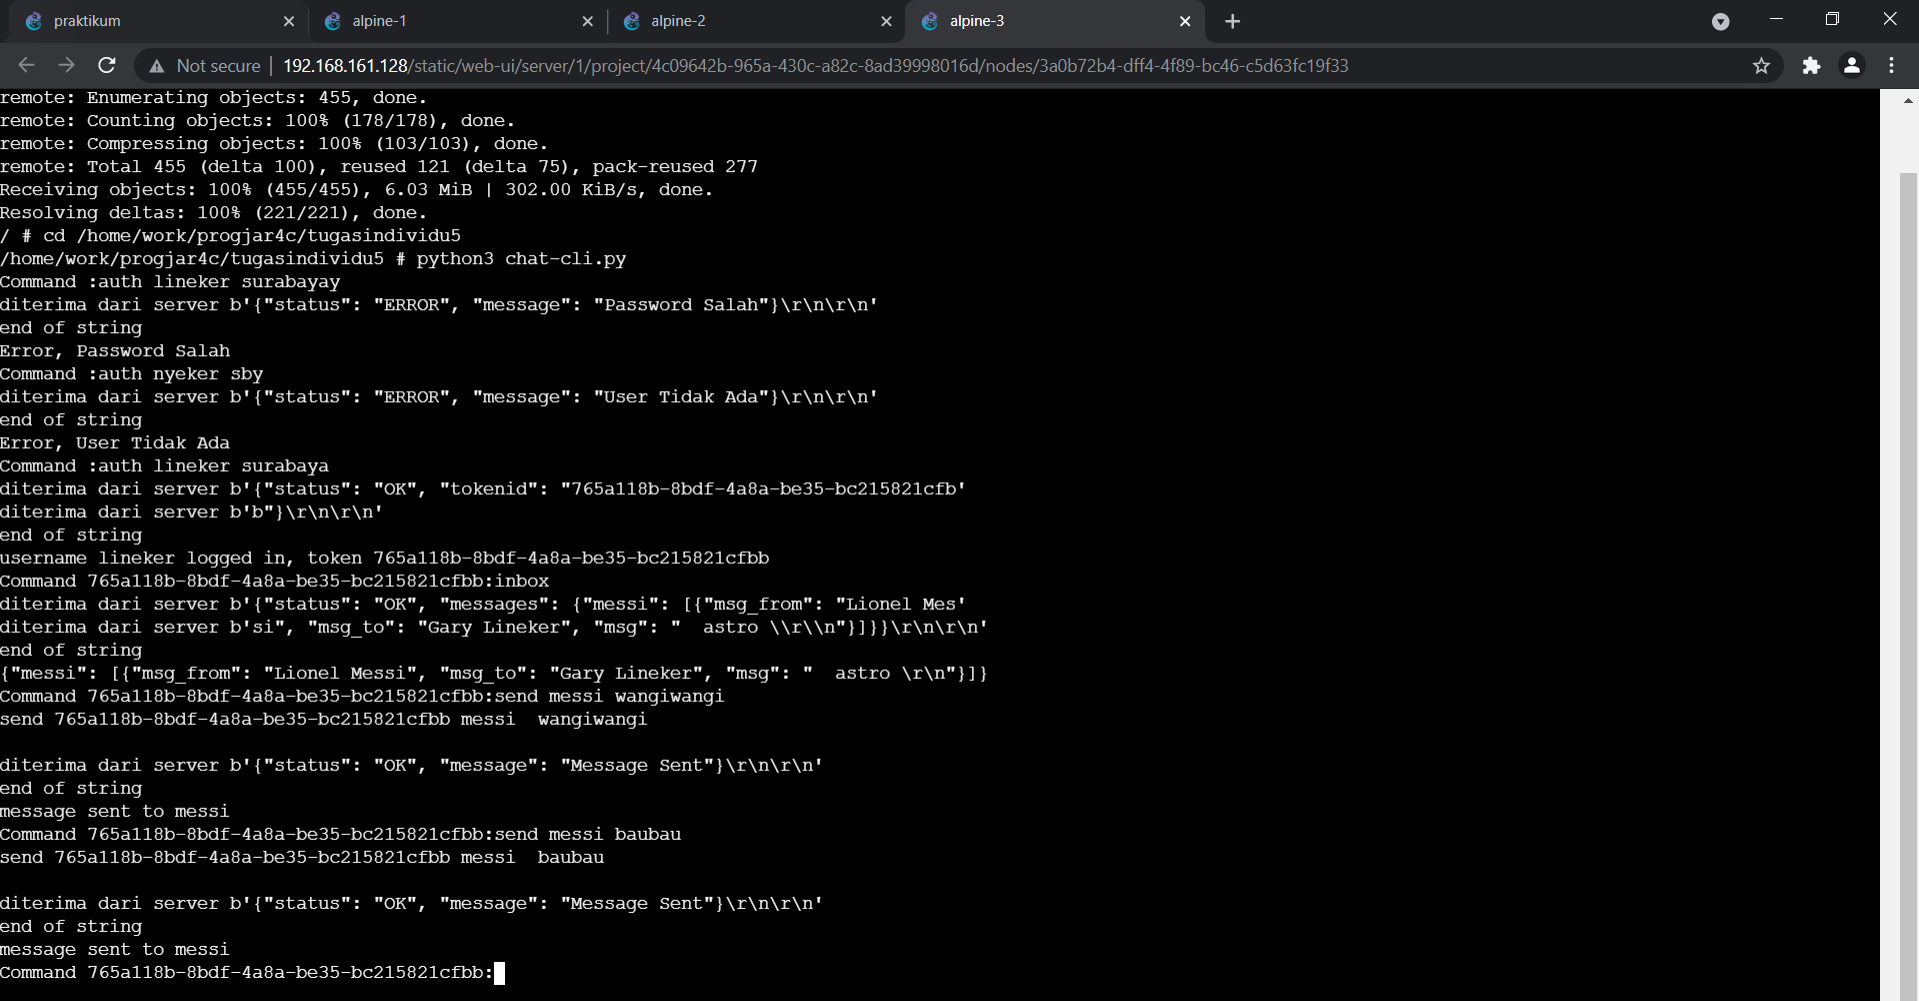 praktikum
alpine-1
alpine-2
alpine-3
Not secure | 192.168.161.128/static/web-ui/server/1/project/4c09642b-965a-430c-a82c-8ad39998016d/nodes/3a0b72b4-dff4-4f89-bc46-c5d63fc19f33
remote: Enumerating objects: 455, done.
remote: Counting objects: 100% (178/178), done.
remote: Compressing objects: 100% (103/103), done.
remote: Total 455 (delta 100), reused 121 (delta 75), pack-reused 277
Receiving objects: 100% (455/455), 6.03 MiB | 302.00 KiB/s, done.
Resolving deltas: 100% (221/221), done.
/ # cd /home/work/progjar4c/tugasindividu5
/home/work/progjar4c/tugasindividu5 # python3 chat-cli.py
Command :auth lineker surabayay
diterima dari server b'{"status": "ERROR", "message": "Password Salah"}\r\n\r\n'
end of string
Error, Password Salah
Command :auth nyeker sby
diterima dari server b'{"status": "ERROR", "message": "User Tidak Ada"}\r\n\r\n'
end of string
Error, User Tidak Ada
Command :auth lineker surabaya
diterima dari server b'{"status": "OK", "tokenid": "765a118b-8bdf-4a8a-be35-bc215821cfb'
diterima dari server b'b"}\r\n\r\n'
end of string
username lineker logged in, token 765a118b-8bdf-4a8a-be35-bc215821cfbb
Command 765a118b-8bdf-4a8a-be35-bc215821cfbb:inbox
diterima dari server b'{"status": "OK", "messages": {"messi": [{"msg_from": "Lionel Mes'
diterima dari server b'si", "msg_to": "Gary Lineker", "msg": "  astro \\r\\n"}]}}\r\n\r\n'
end of string
{"messi": [{"msg_from": "Lionel Messi", "msg_to": "Gary Lineker", "msg": "  astro \r\n"}]}
Command 765a118b-8bdf-4a8a-be35-bc215821cfbb:send messi wangiwangi
send 765a118b-8bdf-4a8a-be35-bc215821cfbb messi  wangiwangi
diterima dari server b'{"status": "OK", "message": "Message Sent"}\r\n\r\n'
end of string
message sent to messi
Command 765a118b-8bdf-4a8a-be35-bc215821cfbb:send messi baubau
send 765a118b-8bdf-4a8a-be35-bc215821cfbb messi  baubau
diterima dari server b'{"status": "OK", "message": "Message Sent"}\r\n\r\n'
end of string
message sent to messi
Command 765a118b-8bdf-4a8a-be35-bc215821cfbb: